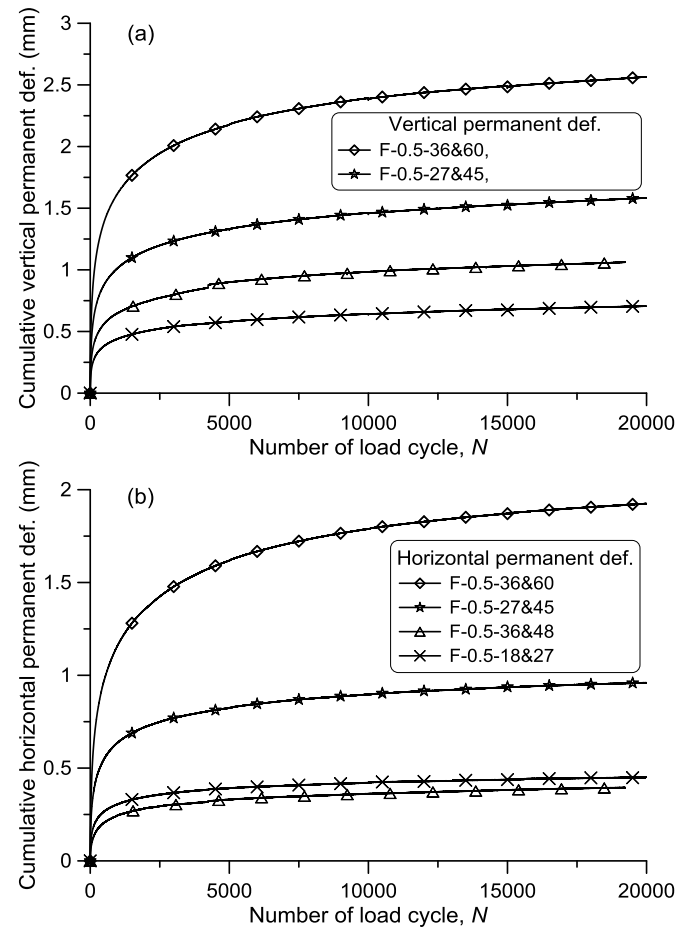 3
(a)
2.5
Vertical permanent def.
2
F-0.5-36&60,
F-0.5-27&45,
1.5
1
0.5
0
Cumulative vertical permanent def. (mm)
0 5000 10000 15000 20000
Number of load cycle, N
2
(b)
Horizontal permanent def.
1.5
F-0.5-36&60
F-0.5-27&45
F-0.5-36&48
1
F-0.5-18&27
0.5
0
Cumulative horizontal permanent def. (mm)
0 5000 10000 15000 20000
Number of load cycle, N